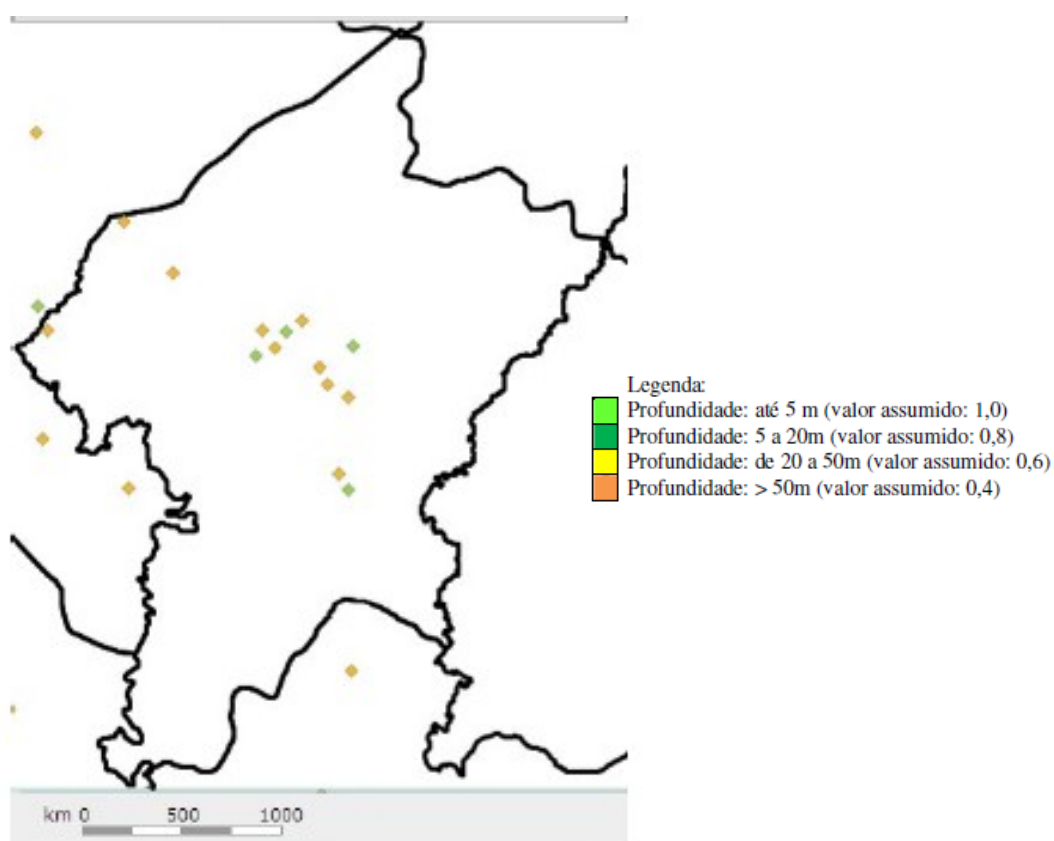 Legenda:
Profundidade: até 5 m (valor assumido: 1,0)
Profundidade: 5 a 20m (valor assumido: 0,8)
Profundidade: de 20 a 50m (valor assumido: 0,6)
Profundidade: > 50m (valor assumido: 0,4)
km 0 500 1000